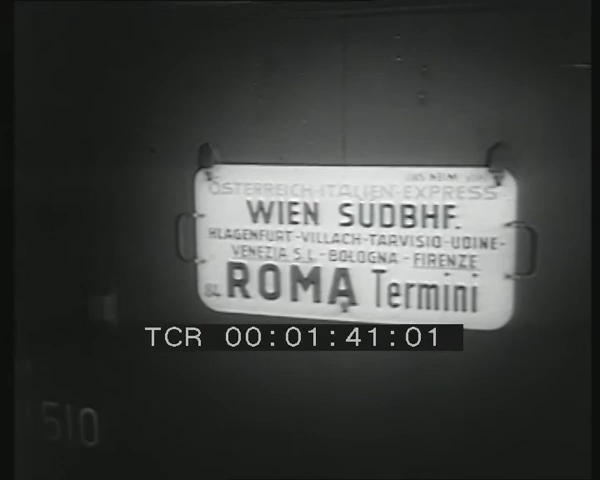 ÖSTERREICH-ITALIEN-EXPRESS
WIEN SÜDBHF.
KLAGENFURT-VILLACH-TARVISIO-UDINE-
VENEZIA S.L.-BOLOGNA-FIRENZE
ROMA Termini
TCR 00:01:41:01
510